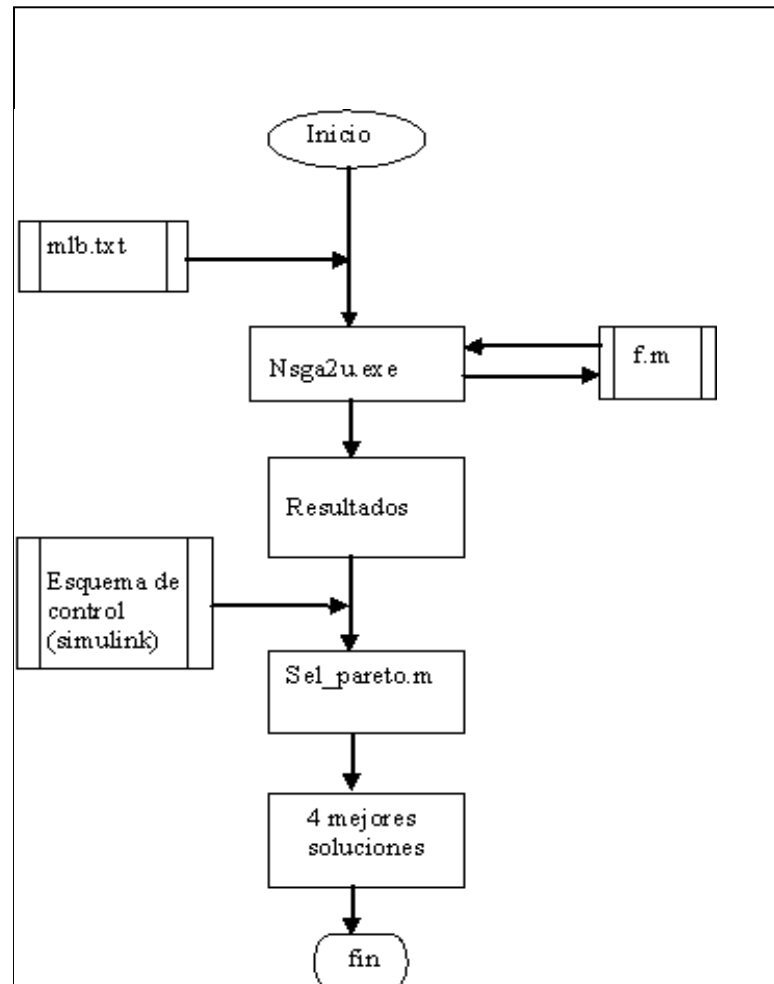 Inicio
mlb.txt
Nsga2u.exe
f.m
Resultados
Esquema de
control
(simulink)
Sel_pareto.m
4 mejores
soluciones
fin